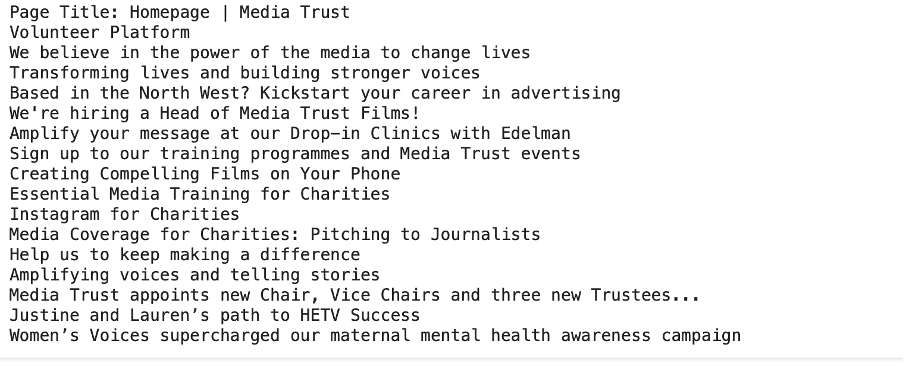 Page Title: Homepage | Media Trust
Volunteer Platform
We believe in the power of the media to change lives
Transforming lives and building stronger voices
Based in the North West? Kickstart your career in advertising
We're hiring a Head of Media Trust Films!
Amplify your message at our Drop-in Clinics with Edelman
Sign up to our training programmes and Media Trust events
Creating Compelling Films on Your Phone
Essential Media Training for Charities
Instagram for Charities
Media Coverage for Charities: Pitching to Journalists
Help us to keep making a difference
Amplifying voices and telling stories
Media Trust appoints new Chair, Vice Chairs and three new Trustees...
Justine and Lauren’s path to HETV Success
Women’s Voices supercharged our maternal mental health awareness campaign